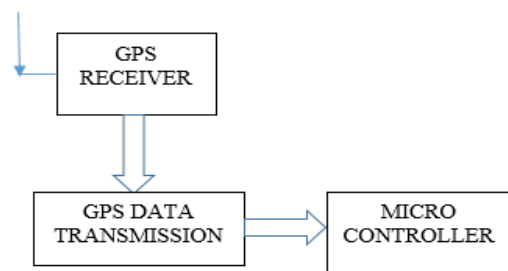 GPS
RECEIVER
GPS DATA
TRANSMISSION
MICRO
CONTROLLER